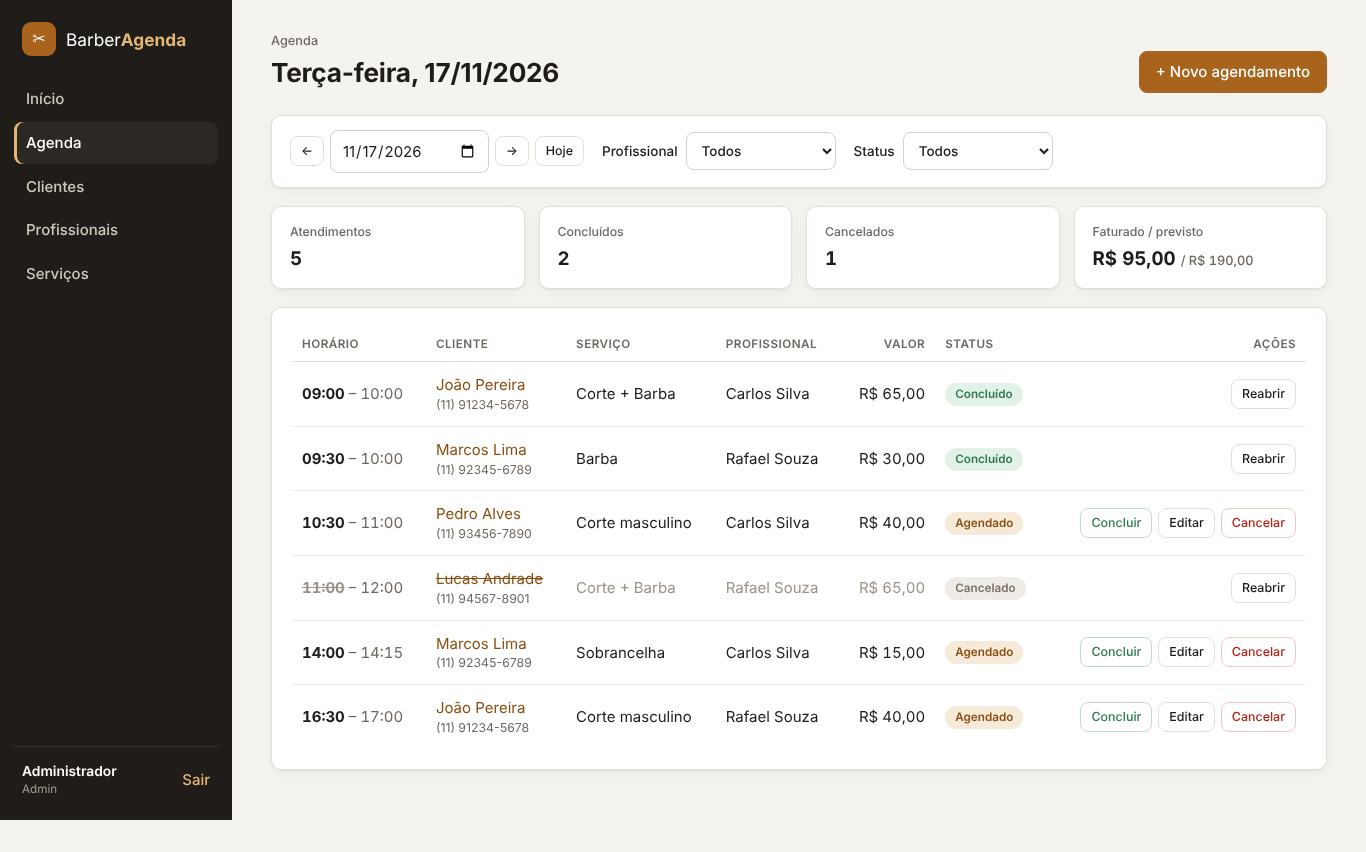 BarberAgenda
Início
Agenda
Clientes
Profissionais
Serviços
Administrador
Admin
Sair
Agenda
Terça-feira, 17/11/2026
+ Novo agendamento
← 11/17/2026 → Hoje Profissional Todos Status Todos
Atendimentos
5
Concluídos
2
Cancelados
1
Faturado / previsto
R$ 95,00 / R$ 190,00
HORÁRIO CLIENTE SERVIÇO PROFISSIONAL VALOR STATUS AÇÕES
09:00 – 10:00 João Pereira Corte + Barba Carlos Silva R$ 65,00 Concluído Reabrir
(11) 91234-5678
09:30 – 10:00 Marcos Lima Barba Rafael Souza R$ 30,00 Concluído Reabrir
(11) 92345-6789
10:30 – 11:00 Pedro Alves Corte masculino Carlos Silva R$ 40,00 Agendado Concluir Editar Cancelar
(11) 93456-7890
11:00 – 12:00 Lucas Andrade Corte + Barba Rafael Souza R$ 65,00 Cancelado Reabrir
(11) 94567-8901
14:00 – 14:15 Marcos Lima Sobrancelha Carlos Silva R$ 15,00 Agendado Concluir Editar Cancelar
(11) 92345-6789
16:30 – 17:00 João Pereira Corte masculino Rafael Souza R$ 40,00 Agendado Concluir Editar Cancelar
(11) 91234-5678